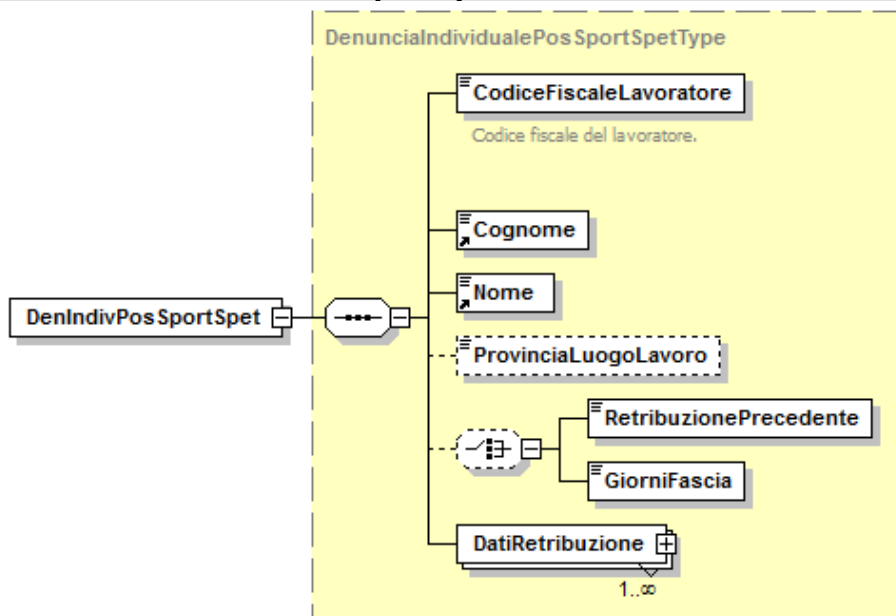 DenunciaIndividualePosSportSpetType
CodiceFiscaleLavoratore
Codice fiscale del lavoratore.
Cognome
Nome
DenIndivPosSportSpet
ProvinciaLuogoLavoro
RetribuzionePrecedente
GiorniFascia
DatiRetribuzione
1..∞